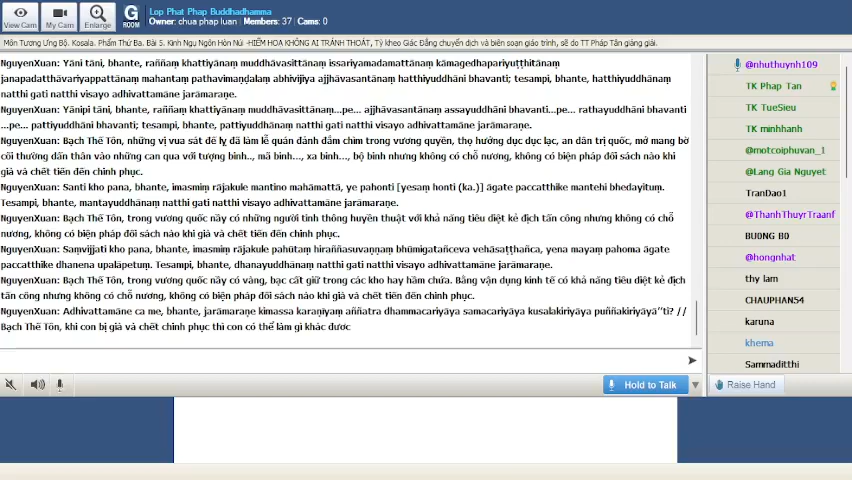 Lop Phat Phap Buddhadhamma
Owner: chua phap luan | Members: 37 | Cams: 0
View Cam
My Cam
Enlarge
G ROOM
Môn Tương Ưng Bộ. Kosala. Phẩm Thứ Ba. Bài 5. Kinh Ngụ Ngôn Hòn Núi -HIỂM HOẠ KHÔNG AI TRÁNH THOÁT, Tỷ kheo Giác Đẳng chuyển dịch và biên soạn giáo trình, sẽ do TT Pháp Tân giảng giải.
NguyenXuan: Yāni tāni, bhante, raññaṃ khattiyānaṃ muddhāvasittānaṃ issariyamadamattānaṃ kāmagedhapariyuṭṭhitānaṃ
janapadatthāvariyappattānaṃ mahantaṃ pathavimaṇḍalaṃ abhivijiya ajjhāvasantānaṃ hatthiyuddhāni bhavanti; tesampi, bhante, hatthiyuddhānaṃ
natthi gati natthi visayo adhivattamāne jarāmaraṇe.
NguyenXuan: Yānipi tāni, bhante, raññaṃ khattiyānaṃ muddhāvasittānaṃ...pe... ajjhāvasantānaṃ assayuddhāni bhavanti...pe... rathayuddhāni bhavanti
...pe... pattiyuddhāni bhavanti; tesampi, bhante, pattiyuddhānaṃ natthi gati natthi visayo adhivattamāne jarāmaraṇe.
NguyenXuan: Bạch Thế Tôn, những vị vua sát đế lỵ đã làm lễ quán đảnh đắm chìm trong vương quyền, thọ hưởng dục dục lạc, an dân trị quốc, mở mang bờ
cõi thường dấn thân vào những can qua với tượng binh.., mã binh..., xa binh..., bộ binh nhưng không có chỗ nương, không có biện pháp đối sách nào khi
già và chết tiến đến chinh phục.
NguyenXuan: Santi kho pana, bhante, imasmiṃ rājakule mantino mahāmattā, ye pahonti [yesaṃ honti (ka.)] āgate paccatthike mantehi bhedayituṃ.
Tesampi, bhante, mantayuddhānaṃ natthi gati natthi visayo adhivattamāne jarāmaraṇe.
NguyenXuan: Bạch Thế Tôn, trong vương quốc nầy có những người tinh thông huyền thuật với khả năng tiêu diệt kẻ địch tấn công nhưng không có chỗ
nương, không có biện pháp đối sách nào khi già và chết tiến đến chinh phục.
NguyenXuan: Saṃvijjati kho pana, bhante, imasmiṃ rājakule pahūtaṃ hiraññasuvaṇṇaṃ bhūmigatañceva vehāsaṭṭhañca, yena mayaṃ pahoma āgate
paccatthike dhanena upalāpetuṃ. Tesampi, bhante, dhanayuddhānaṃ natthi gati natthi visayo adhivattamāne jarāmaraṇe.
NguyenXuan: Bạch Thế Tôn, trong vương quốc nầy có vàng, bạc cất giữ trong các kho hay hầm chứa. Bằng vận dụng kinh tế có khả năng tiêu diệt kẻ địch
tấn công nhưng không có chỗ nương, không có biện pháp đối sách nào khi già và chết tiến đến chinh phục.
NguyenXuan: Adhivattamāne ca me, bhante, jarāmaraṇe kimassa karaṇīyaṃ aññatra dhammacariyāya samacariyāya kusalakiriyāya puññakiriyāyā’’ti? //
Bạch Thế Tôn, khi con bị già và chết chinh phục thì con có thể làm gì khác được
Hold to Talk
@nhuthuynh109
TK Phap Tan
TK TueSieu
TK minhhanh
@motcoiphuvan_1
@Lang Gia Nguyet
TranDao1
@ThanhThuyrTraanf
BUONG B0
@hongnhat
thy lam
CHAUPHAN54
karuna
khema
Sammaditthi
Raise Hand